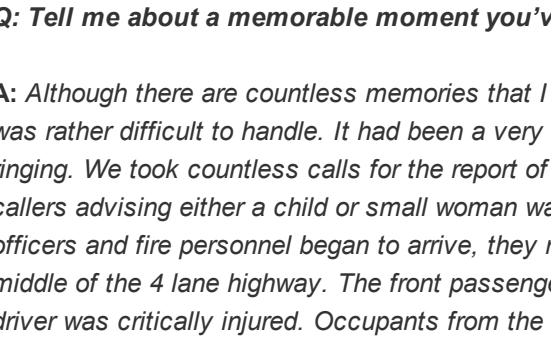 Q: Tell me about a memorable moment you'v
A: Although there are countless memories that I
was rather difficult to handle. It had been a very
ringing. We took countless calls for the report of
callers advising either a child or small woman wa
officers and fire personnel began to arrive, they
middle of the 4 lane highway. The front passenge
driver was critically injured. Occupants from the